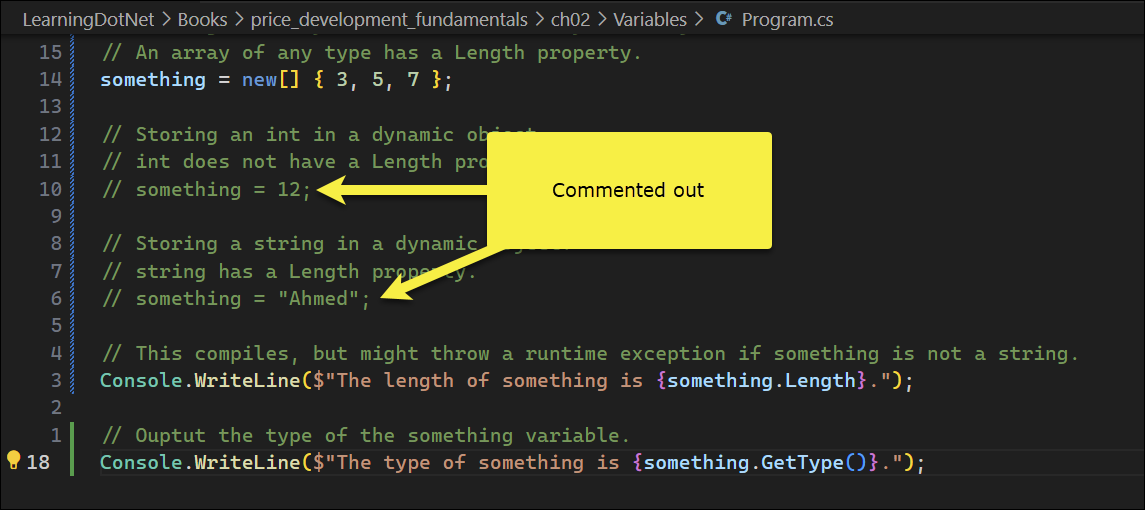 LearningDotNet > Books > price_development_fundamentals > ch02 > Variables > C# Program.cs
15 // An array of any type has a Length property.
14 something = new[] { 3, 5, 7 };
13
12 // Storing an int in a dynamic object
11 // int does not have a Length
10 // something = 12;
Commented out
9
8 // Storing a string in a dynamic
7 // string has a Length property.
6 // something = "Ahmed";
5
4 // This compiles, but might throw a runtime exception if something is not a string.
3 Console.WriteLine($"The length of something is {something.Length}.");
2
1 // Ouptut the type of the something variable.
18 Console.WriteLine($"The type of something is {something.GetType()}.");